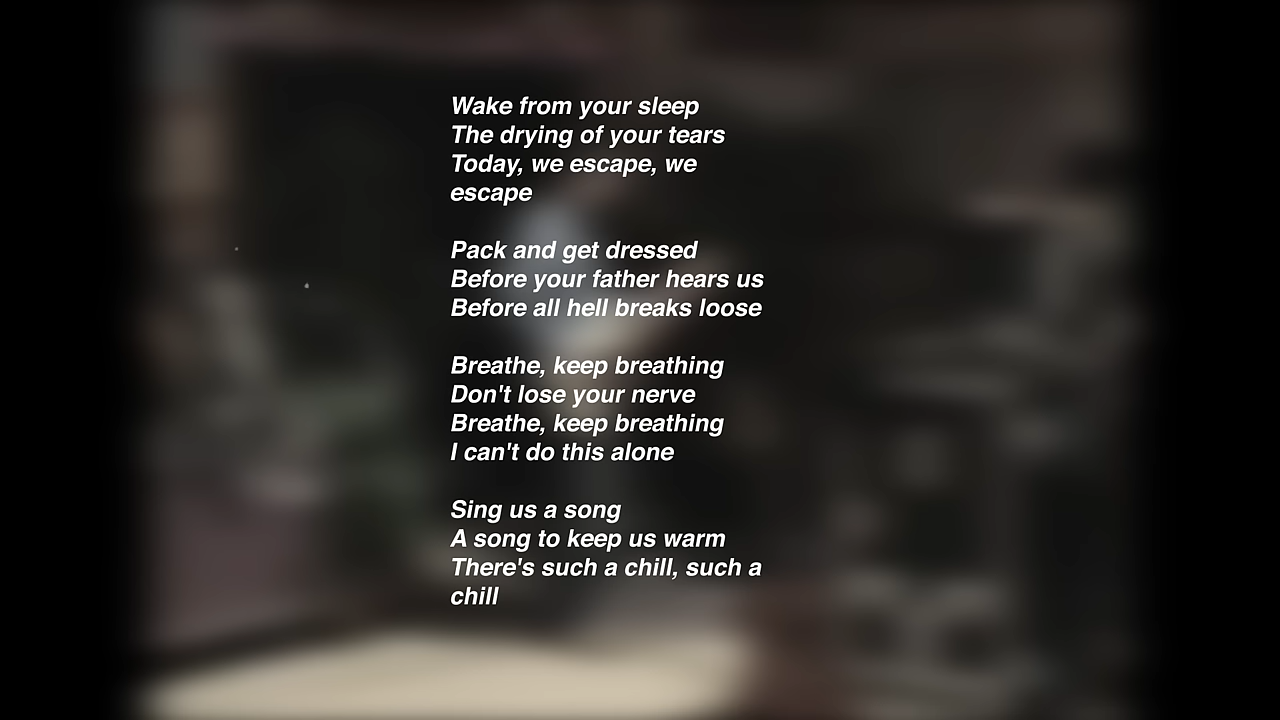 Wake from your sleep
The drying of your tears
Today, we escape, we
escape

Pack and get dressed
Before your father hears us
Before all hell breaks loose

Breathe, keep breathing
Don't lose your nerve
Breathe, keep breathing
I can't do this alone

Sing us a song
A song to keep us warm
There's such a chill, such a
chill